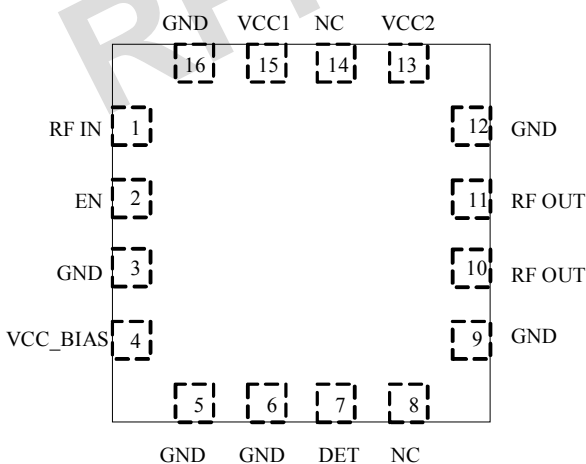 GND VCC1 NC VCC2
16 15 14 13
RF IN 1 12 GND
EN 2 11 RF OUT
GND 3 10 RF OUT
VCC_BIAS 4 9 GND
5 6 7 8
GND GND DET NC